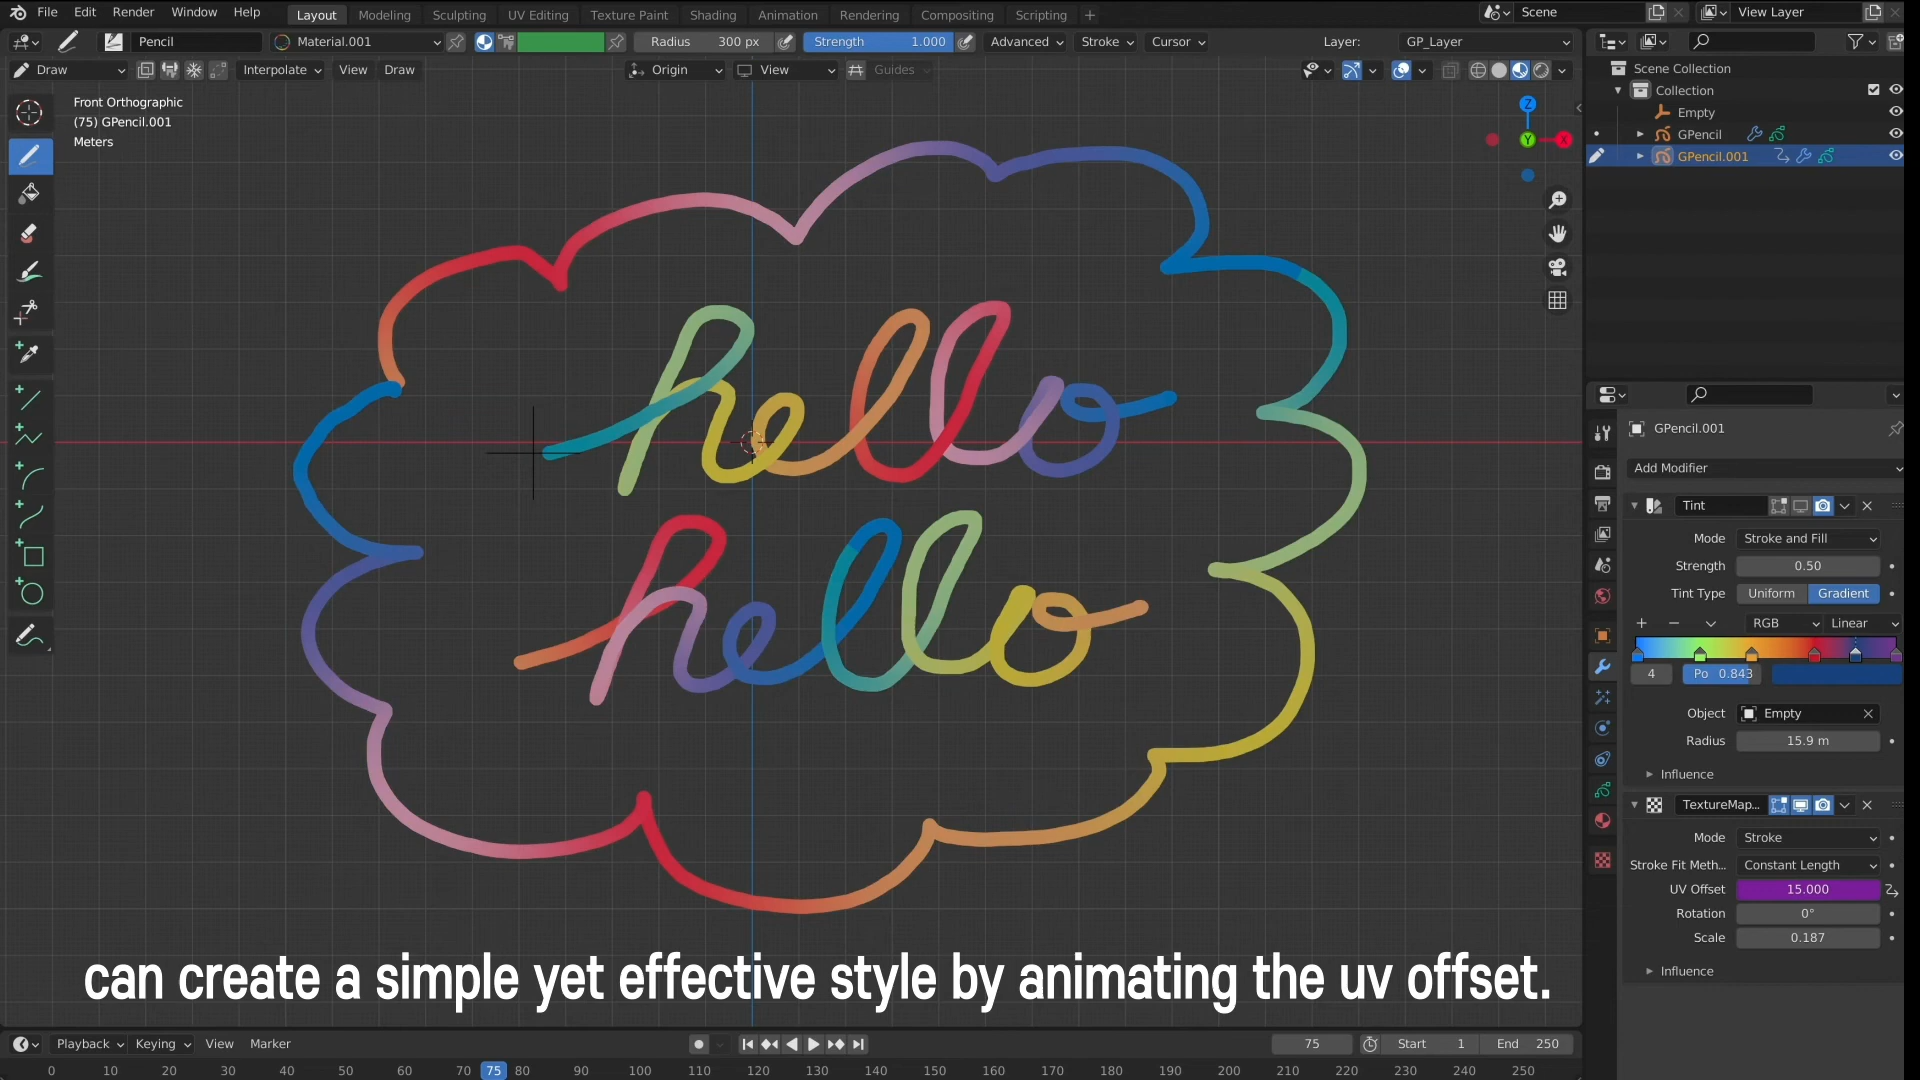 File Edit Render Window Help Layout Modeling Sculpting UV Editing Texture Paint Shading Animation Rendering Compositing Scripting + Scene View Layer
Pencil Material.001 Radius 300 px Strength 1.000 Advanced Stroke Cursor Layer: GP_Layer
Draw Interpolate View Draw Origin View Guides
Scene Collection
Collection
Empty
GPencil
GPencil.001
Front Orthographic
(75) GPencil.001
Meters
Z
Y
X
hello
hello
GPencil.001
Add Modifier
Tint
Mode Stroke and Fill
Strength 0.50
Tint Type Uniform Gradient
RGB Linear
4 Po 0.843
Object Empty
Radius 15.9 m
Influence
TextureMap...
Mode Stroke
Stroke Fit Meth... Constant Length
UV Offset 15.000
Rotation 0°
Scale 0.187
Influence
can create a simple yet effective style by animating the uv offset.
Playback Keying View Marker 75 Start 1 End 250
0 10 20 30 40 50 60 70 75 80 90 100 110 120 130 140 150 160 170 180 190 200 210 220 230 240 250